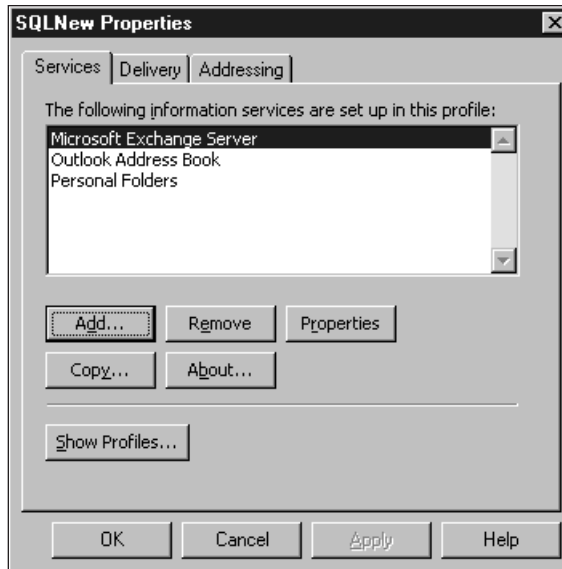 SQLNew Properties
Services Delivery Addressing
The following information services are set up in this profile:
Microsoft Exchange Server
Outlook Address Book
Personal Folders
Add... Remove Properties
Copy... About...
Show Profiles...
OK Cancel Apply Help